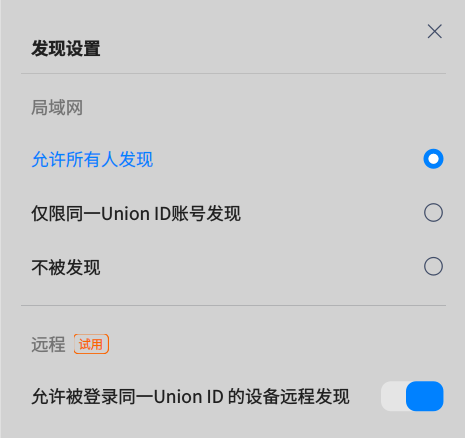 发现设置
局域网
允许所有人发现
仅限同一Union ID账号发现
不被发现
远程 试用
允许被登录同一Union ID 的设备远程发现